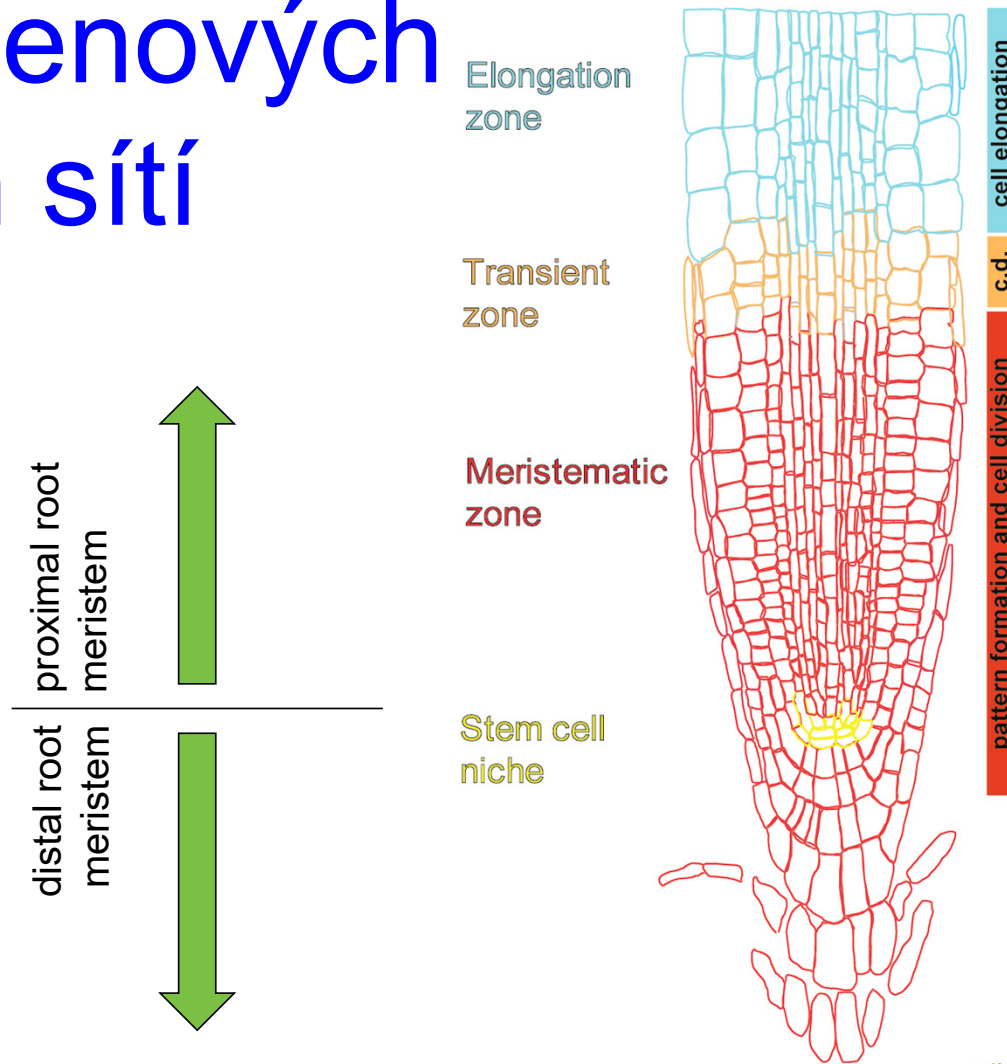 enových
sítí
Elongation
zone
Transient
zone
Meristematic
zone
Stem cell
niche
proximal root
meristem
distal root
meristem
cell elongation
c.d.
pattern formation and cell division